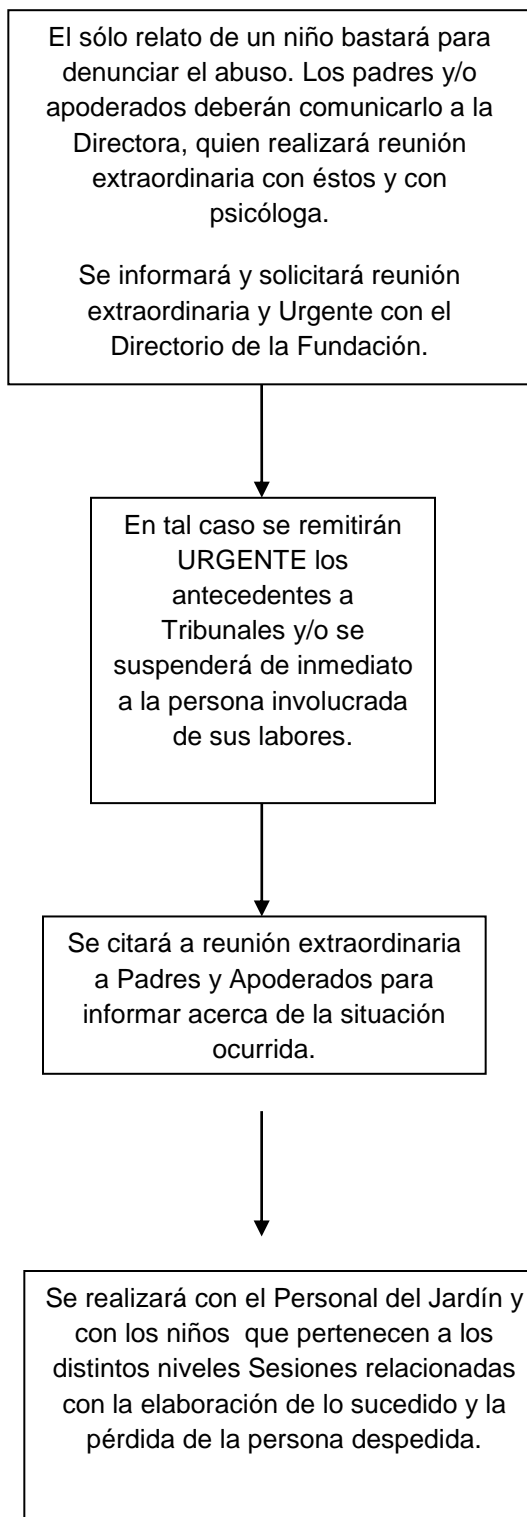 El sólo relato de un niño bastará para
denunciar el abuso. Los padres y/o
apoderados deberán comunicarlo a la
Directora, quien realizará reunión
extraordinaria con éstos y con
psicóloga.
Se informará y solicitará reunión
extraordinaria y Urgente con el
Directorio de la Fundación.
En tal caso se remitirán
URGENTE los
antecedentes a
Tribunales y/o se
suspenderá de inmediato
a la persona involucrada
de sus labores.
Se citará a reunión extraordinaria
a Padres y Apoderados para
informar acerca de la situación
ocurrida.
Se realizará con el Personal del Jardín y
con los niños  que pertenecen a los
distintos niveles Sesiones relacionadas
con la elaboración de lo sucedido y la
pérdida de la persona despedida.